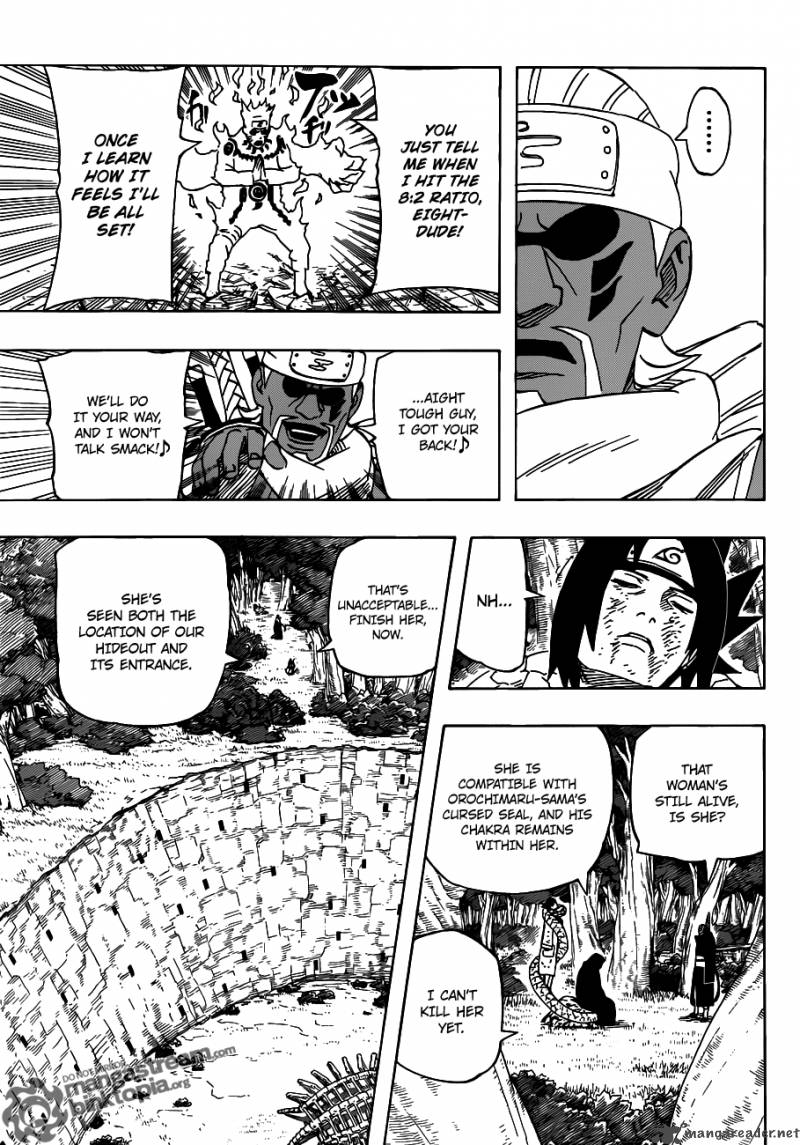 ......
YOU
JUST TELL
ME WHEN
I HIT THE
8:2 RATIO,
EIGHT-
DUDE!
ONCE
I LEARN
HOW IT
FEELS I'LL
BE ALL
SET!
...AIGHT
TOUGH GUY,
I GOT YOUR
BACK!♪
WE'LL DO
IT YOUR WAY,
AND I WON'T
TALK SMACK!♪
NH...
THAT
WOMAN'S
STILL ALIVE,
IS SHE?
SHE IS
COMPATIBLE WITH
OROCHIMARU-SAMA'S
CURSED SEAL, AND HIS
CHAKRA REMAINS
WITHIN HER.
I CAN'T
KILL HER
YET.
THAT'S
UNACCEPTABLE...
FINISH HER,
NOW.
SHE'S
SEEN BOTH THE
LOCATION OF OUR
HIDEOUT AND
ITS ENTRANCE.
mangastream.com
binktopia.org
mangareader.net